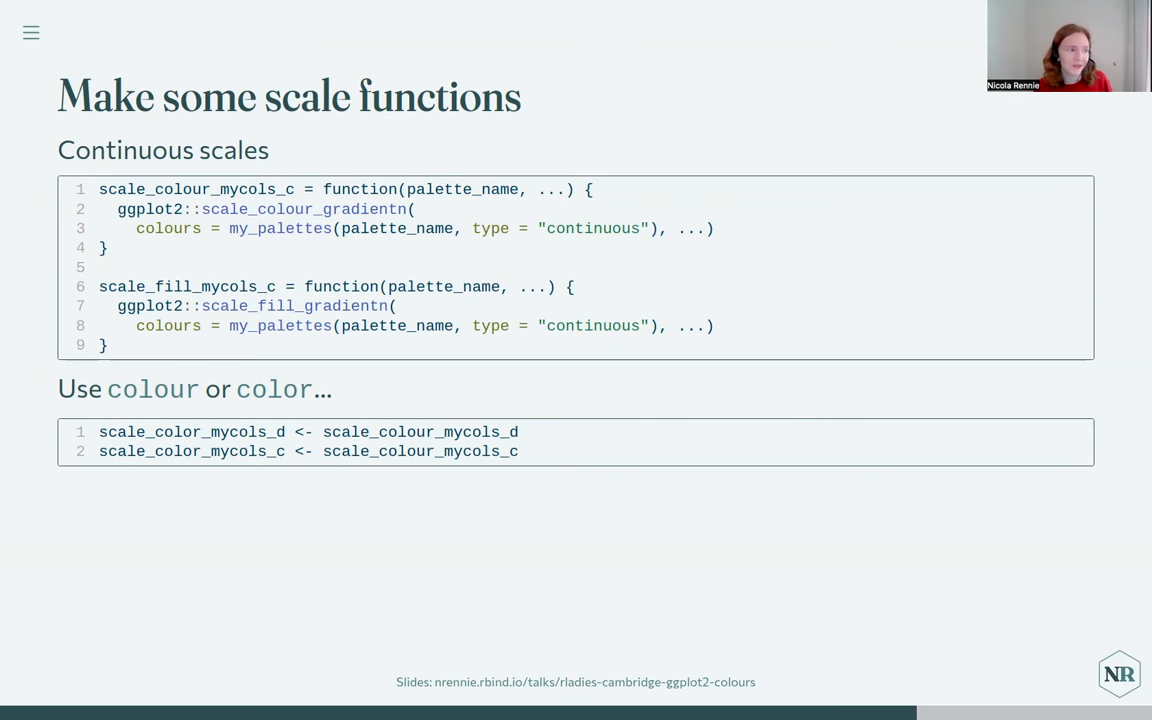 Nicola Rennie
Make some scale functions
Continuous scales
1 scale_colour_mycols_c = function(palette_name, ...) {
2   ggplot2::scale_colour_gradientn(
3     colours = my_palettes(palette_name, type = "continuous"), ...)
4 }
5
6 scale_fill_mycols_c = function(palette_name, ...) {
7   ggplot2::scale_fill_gradientn(
8     colours = my_palettes(palette_name, type = "continuous"), ...)
9 }
Use colour or color...
1 scale_color_mycols_d <- scale_colour_mycols_d
2 scale_color_mycols_c <- scale_colour_mycols_c
Slides: nrennie.rbind.io/talks/rladies-cambridge-ggplot2-colours
NR